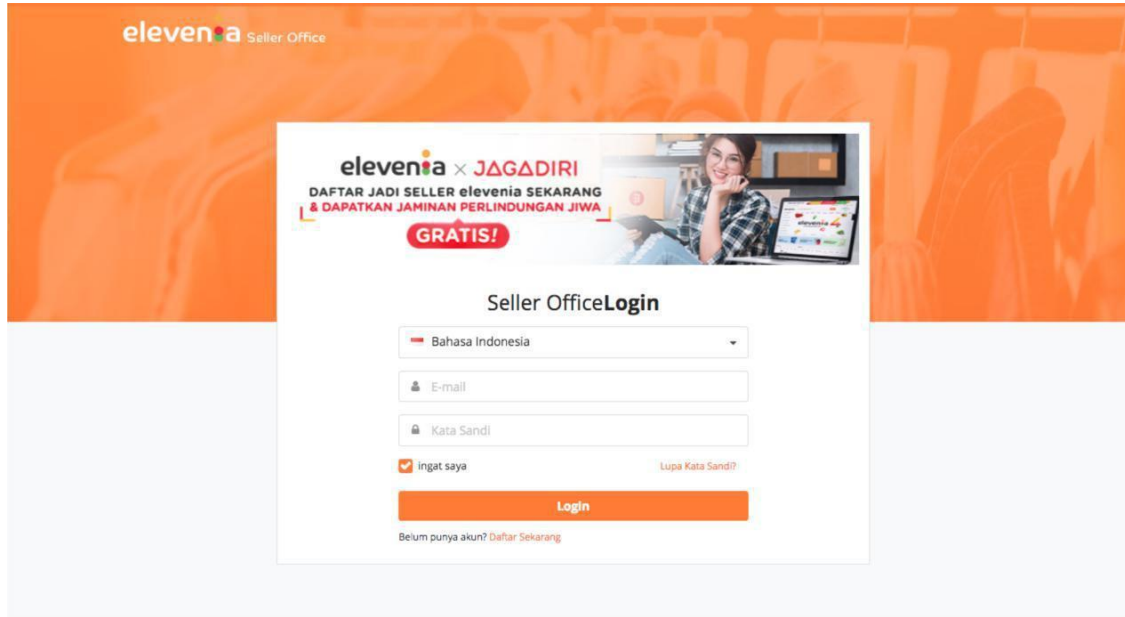 elevenia Seller Office
elevenia × JAGADIRI
DAFTAR JADI SELLER elevenia SEKARANG
& DAPATKAN JAMINAN PERLINDUNGAN JIWA
GRATIS!
elevenia
Seller OfficeLogin
Bahasa Indonesia
E-mail
Kata Sandi
ingat saya Lupa Kata Sandi?
Login
Belum punya akun? Daftar Sekarang